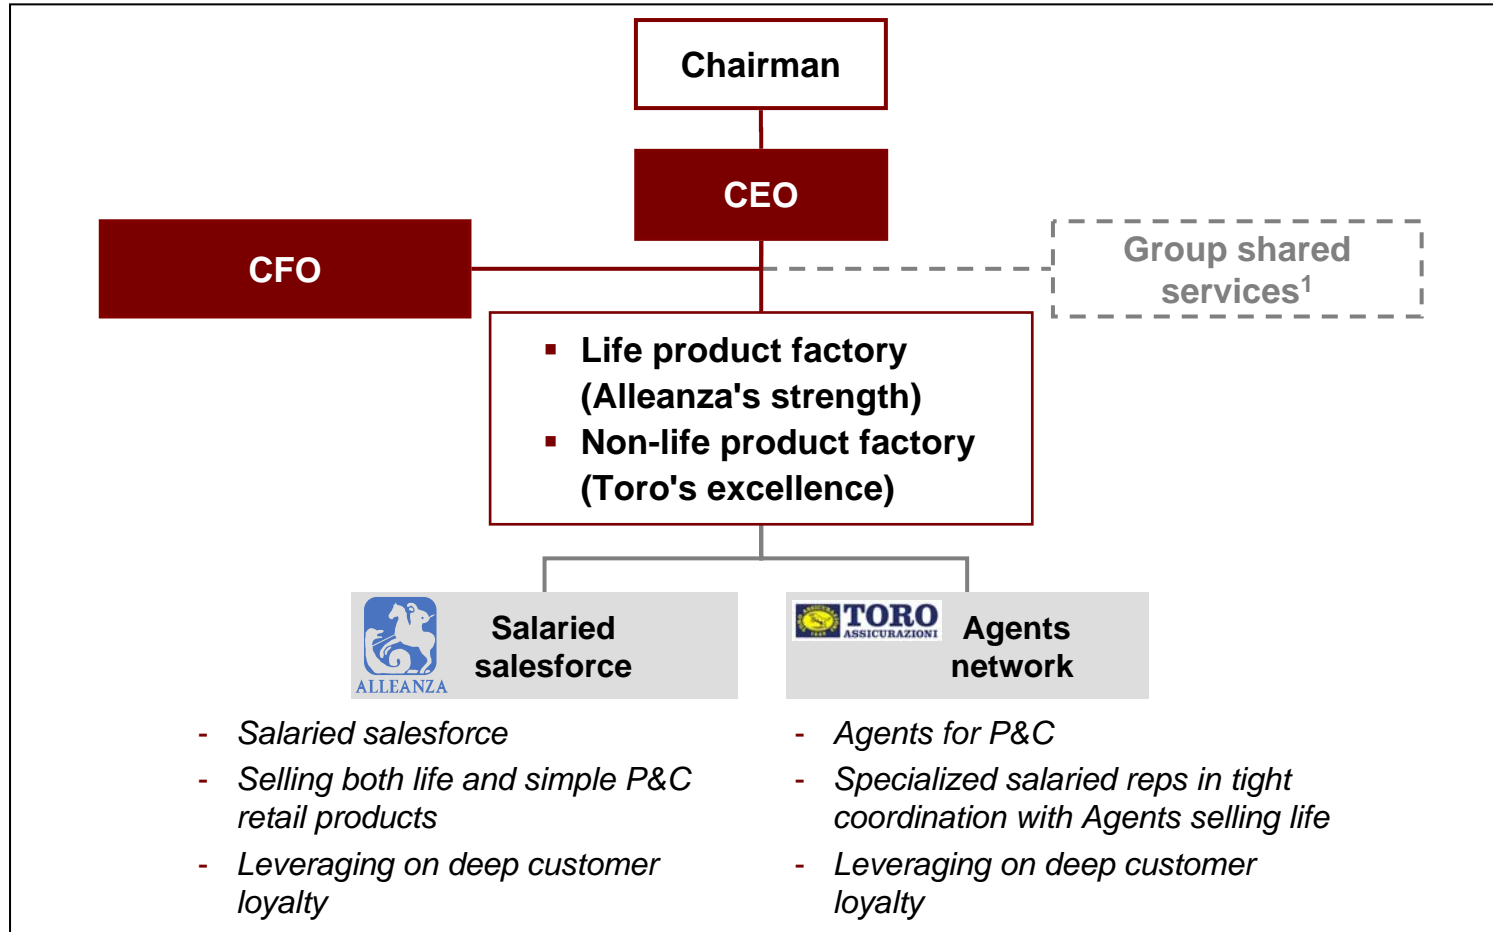 Chairman
CEO
CFO
Group shared
services¹
▪ Life product factory
(Alleanza's strength)
▪ Non-life product factory
(Toro's excellence)
ALLEANZA
Salaried
salesforce
TORO
ASSICURAZIONI
Agents
network
- Salaried salesforce
- Selling both life and simple P&C
retail products
- Leveraging on deep customer
loyalty
- Agents for P&C
- Specialized salaried reps in tight
coordination with Agents selling life
- Leveraging on deep customer
loyalty